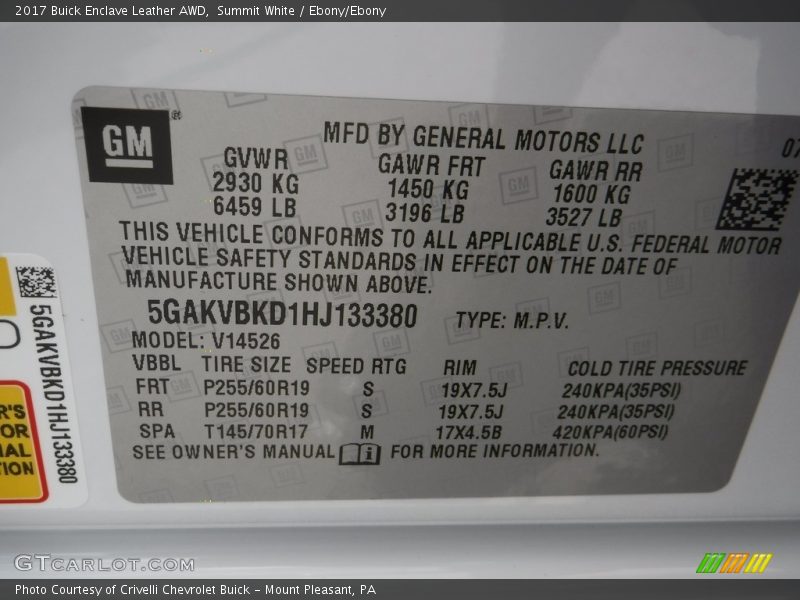 2017 Buick Enclave Leather AWD,  Summit White / Ebony/Ebony
GM ®
MFD BY GENERAL MOTORS LLC
07
GVWR GAWR FRT GAWR RR
2930 KG 1450 KG 1600 KG
6459 LB 3196 LB 3527 LB
THIS VEHICLE CONFORMS TO ALL APPLICABLE U.S. FEDERAL MOTOR
VEHICLE SAFETY STANDARDS IN EFFECT ON THE DATE OF
MANUFACTURE SHOWN ABOVE.
5GAKVBKD1HJ133380 TYPE: M.P.V.
MODEL: V14526
VBBL TIRE SIZE SPEED RTG RIM COLD TIRE PRESSURE
FRT P255/60R19 S 19X7.5J 240KPA(35PSI)
RR P255/60R19 S 19X7.5J 240KPA(35PSI)
SPA T145/70R17 M 17X4.5B 420KPA(60PSI)
SEE OWNER'S MANUAL i FOR MORE INFORMATION.
5GAKVBKD1HJ133380
R'S
OR
AL
ION
GTCARLOT.COM
Photo Courtesy of Crivelli Chevrolet Buick – Mount Pleasant, PA